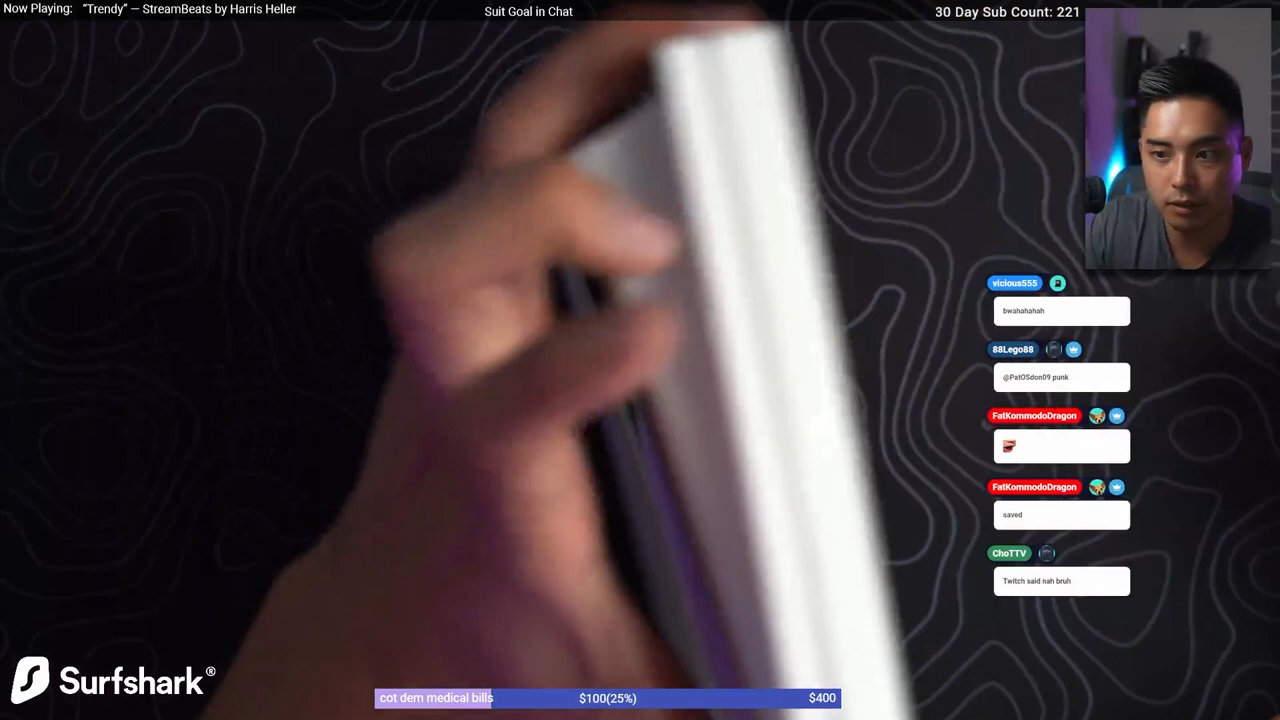 Now Playing: "Trendy" — StreamBeats by Harris Heller
Suit Goal in Chat
30 Day Sub Count: 221
vicious555
bwahahahah
88Lego88
@PatOSdon09 punk
FatKommodoDragon
FatKommodoDragon
saved
ChoTTV
Twitch said nah bruh
Surfshark®
cot dem medical bills $100(25%) $400